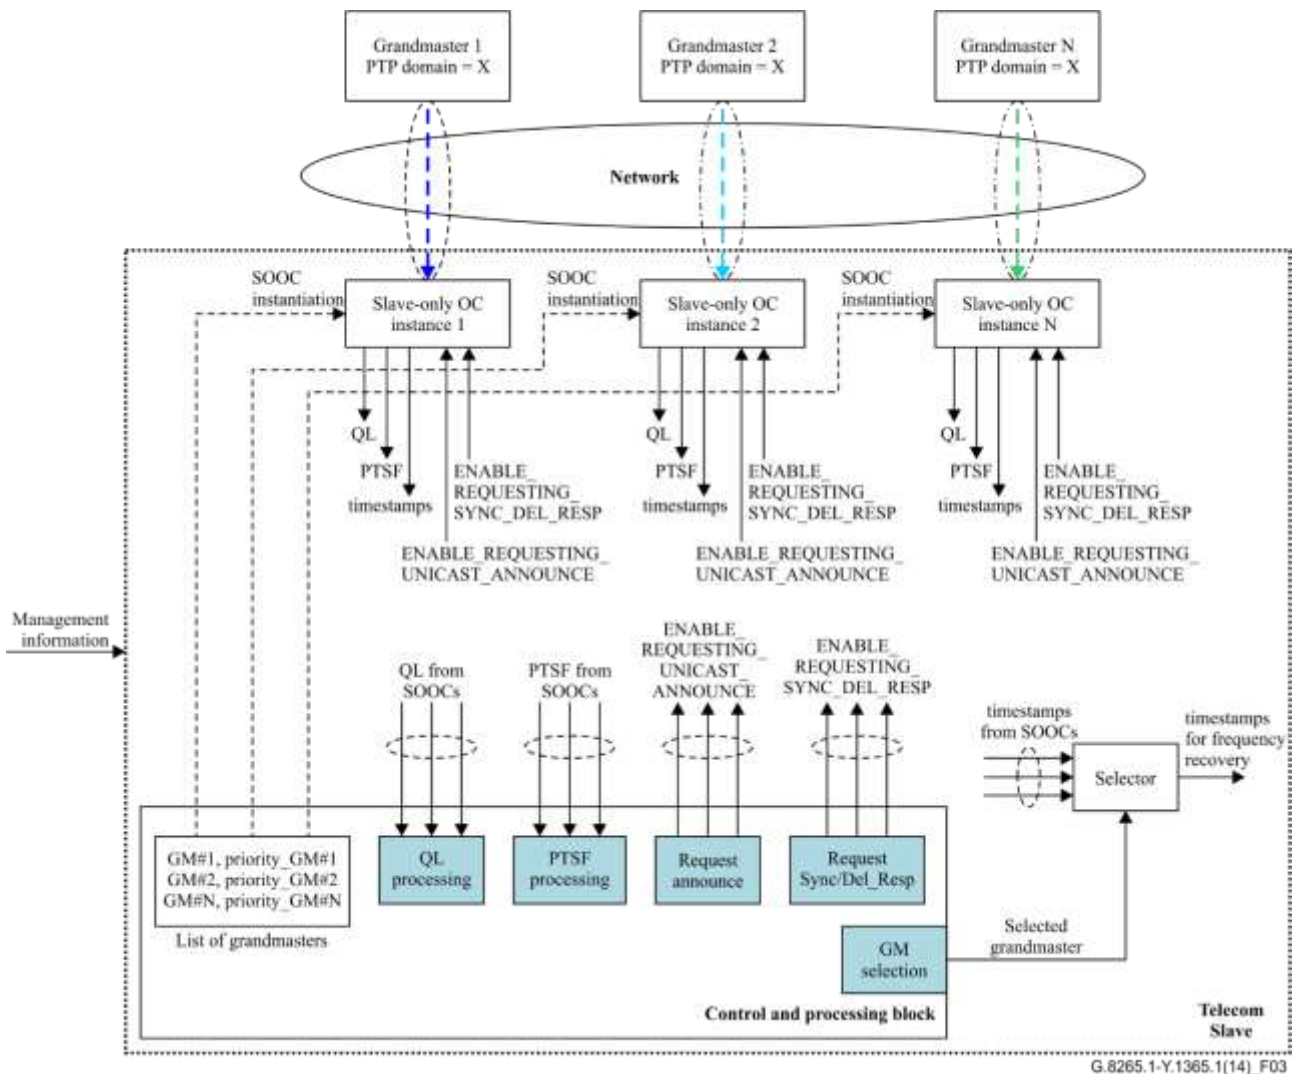 Grandmaster 1
PTP domain = X
Grandmaster 2
PTP domain = X
Grandmaster N
PTP domain = X
Network
SOOC
instantiation
Slave-only OC
instance 1
SOOC
instantiation
Slave-only OC
instance 2
SOOC
instantiation
Slave-only OC
instance N
QL
PTSF
timestamps
ENABLE_
REQUESTING_
SYNC_DEL_RESP
ENABLE_REQUESTING_
UNICAST_ANNOUNCE
QL
PTSF
timestamps
ENABLE_
REQUESTING_
SYNC_DEL_RESP
ENABLE_REQUESTING_
UNICAST_ANNOUNCE
QL
PTSF
timestamps
ENABLE_
REQUESTING_
SYNC_DEL_RESP
ENABLE_REQUESTING_
UNICAST_ANNOUNCE
Management
information
QL from
SOOCs
PTSF from
SOOCs
ENABLE_
REQUESTING_
UNICAST_
ANNOUNCE
ENABLE_
REQUESTING_
SYNC_DEL_RESP
timestamps
from SOOCs
Selector
timestamps
for frequency
recovery
GM#1, priority_GM#1
GM#2, priority_GM#2
GM#N, priority_GM#N
List of grandmasters
QL
processing
PTSF
processing
Request
announce
Request
Sync/Del_Resp
GM
selection
Selected
grandmaster
Control and processing block
Telecom
Slave
G.8265.1-Y.1365.1(14)_F03